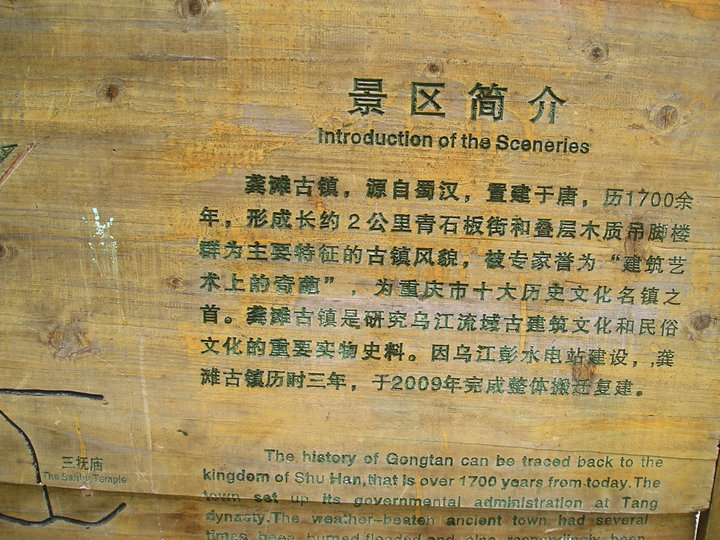 景区简介
Introduction of the Sceneries
龚滩古镇，源自蜀汉，置建于唐，历1700余
年，形成长约2公里青石板街和叠层木质吊脚楼
群为主要特征的古镇风貌，被专家誉为“建筑艺
术上的奇葩”，为重庆市十大历史文化名镇之
首。龚滩古镇是研究乌江流域古建筑文化和民俗
文化的重要实物史料。因乌江彭水电站建设，龚
滩古镇历时三年，于2009年完成整体搬迁复建。
三抚庙
The Sanfu Temple
The history of Gongtan can be traced back to the
kingdom of Shu Han,that is over 1700 years from today.The
town set up its governmental administration at Tang
dynasty.The weather-beaten ancient town had several
times been burned,flooded and also respondingly been